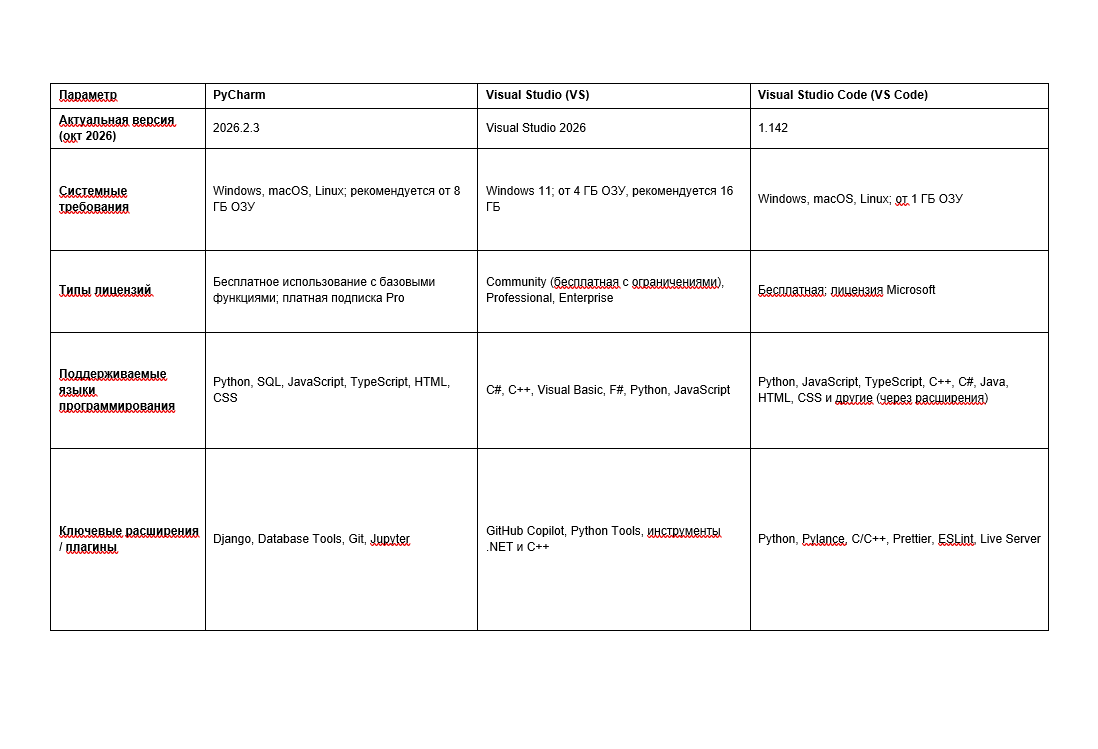 Параметр
PyCharm
Visual Studio (VS)
Visual Studio Code (VS Code)
Актуальная версия
(окт 2026)
2026.2.3
Visual Studio 2026
1.142
Системные
требования
Windows, macOS, Linux; рекомендуется от 8
ГБ ОЗУ
Windows 11; от 4 ГБ ОЗУ, рекомендуется 16
ГБ
Windows, macOS, Linux; от 1 ГБ ОЗУ
Типы лицензий
Бесплатное использование с базовыми
функциями; платная подписка Pro
Community (бесплатная с ограничениями),
Professional, Enterprise
Бесплатная; лицензия Microsoft
Поддерживаемые
языки
программирования
Python, SQL, JavaScript, TypeScript, HTML,
CSS
C#, C++, Visual Basic, F#, Python, JavaScript
Python, JavaScript, TypeScript, C++, C#, Java,
HTML, CSS и другие (через расширения)
Ключевые расширения
/ плагины
Django, Database Tools, Git, Jupyter
GitHub Copilot, Python Tools, инструменты
.NET и C++
Python, Pylance, C/C++, Prettier, ESLint, Live Server